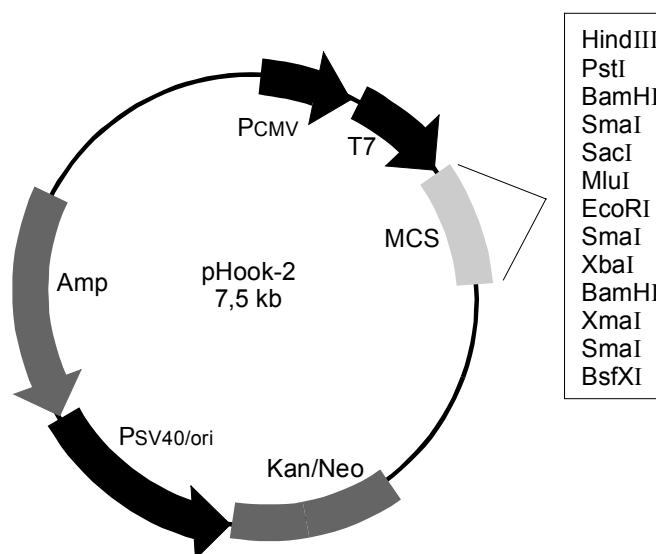 HindIII
PstI
BamHI
SmaI
SacI
MluI
EcoRI
SmaI
XbaI
BamHI
XmaI
SmaI
BsfXI
PCMV
T7
MCS
pHook-2
7,5 kb
Amp
PSV40/ori
Kan/Neo